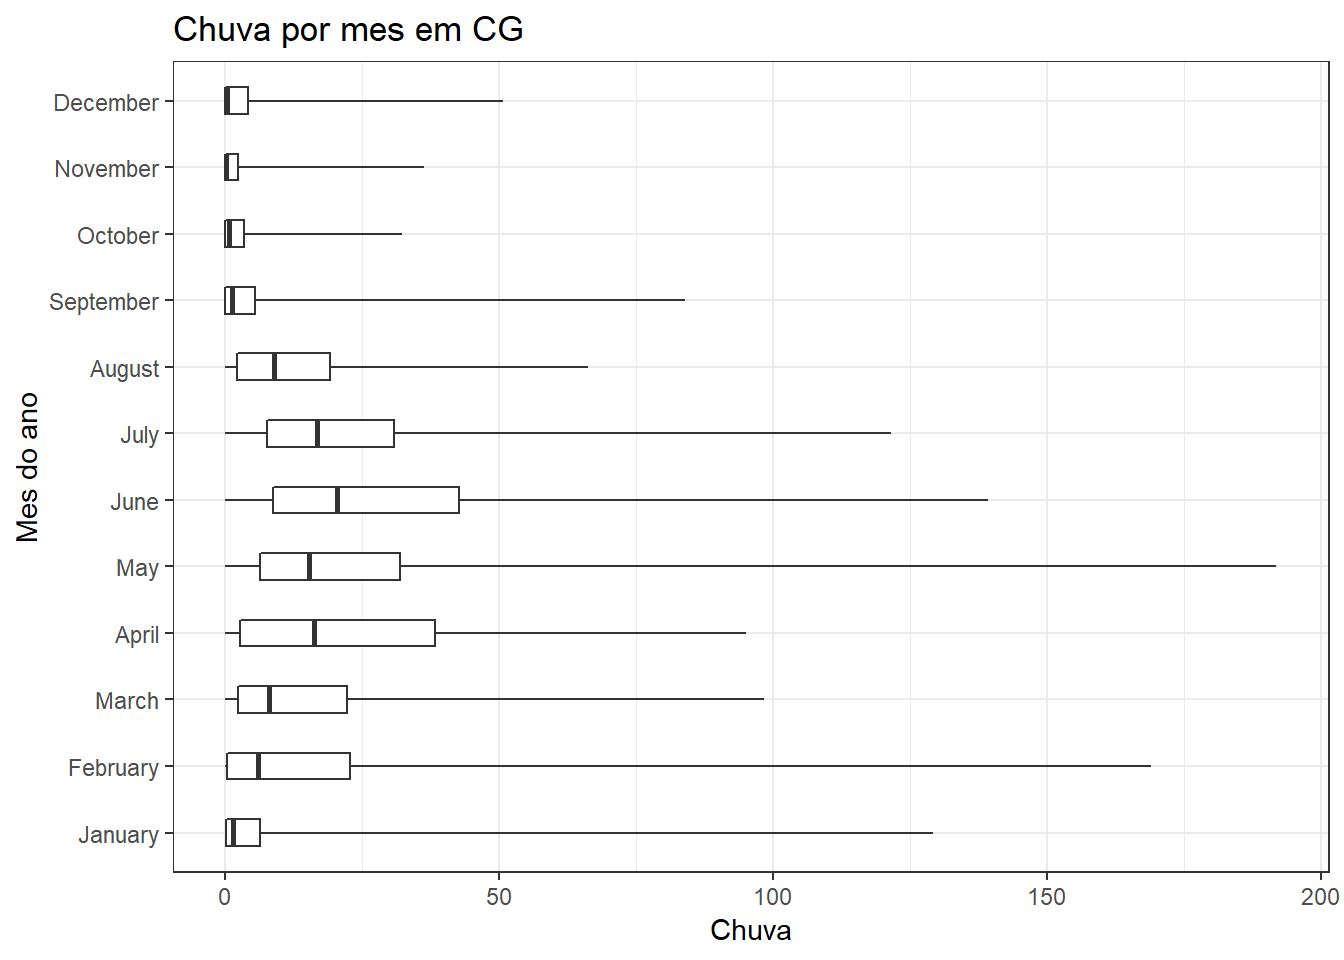 Chuva por mes em CG
December
November
October
September
August
July
June
May
April
March
February
January
Mes do ano
0 50 100 150 200
Chuva